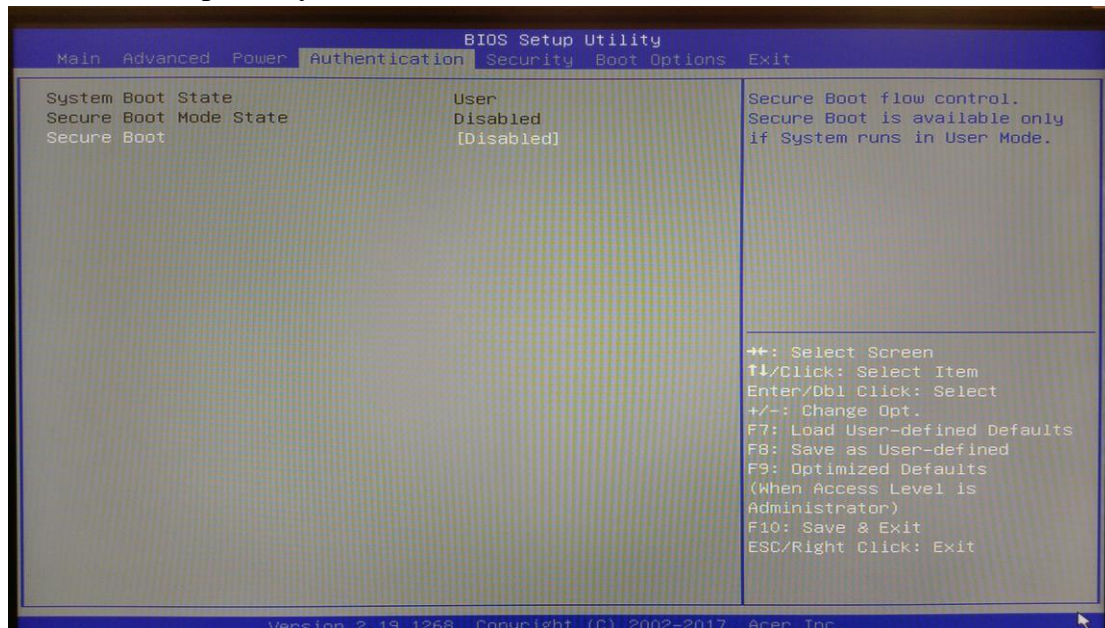 BIOS Setup Utility
Main Advanced Power Authentication Security Boot Options Exit
System Boot State User
Secure Boot Mode State Disabled
Secure Boot [Disabled]
Secure Boot flow control.
Secure Boot is available only
if System runs in User Mode.
→←: Select Screen
↑↓/Click: Select Item
Enter/Dbl Click: Select
+/-: Change Opt.
F7: Load User-defined Defaults
F8: Save as User-defined
F9: Optimized Defaults
(When Access Level is
Administrator)
F10: Save & Exit
ESC/Right Click: Exit
Version 2.19.1268. Copyright (C) 2002-2017 Acer Inc.